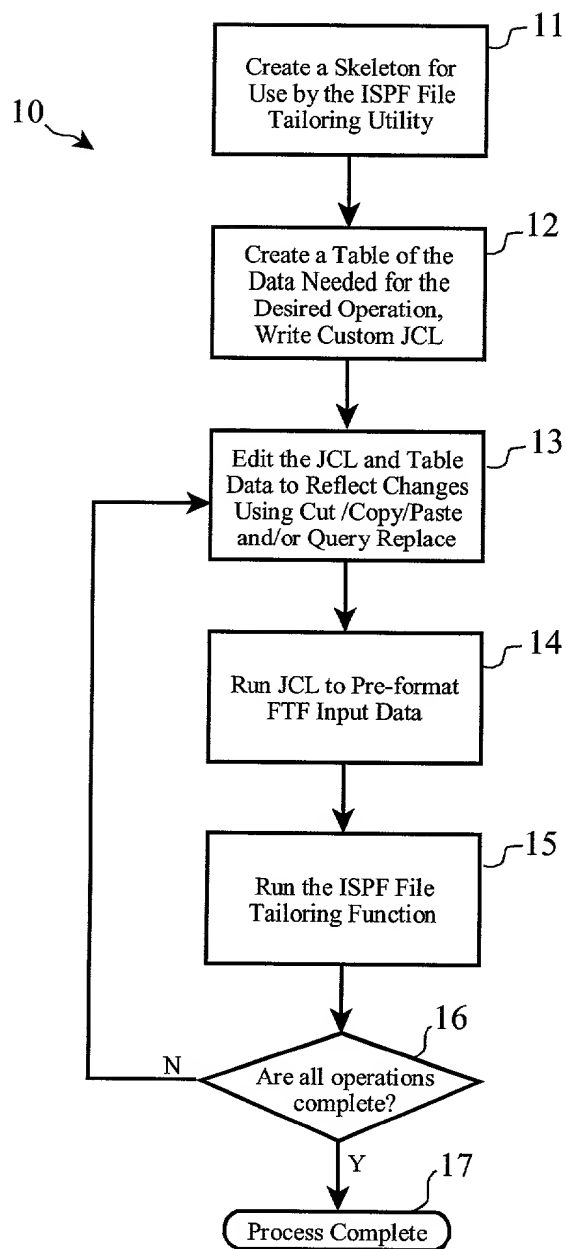 11
Create a Skeleton for
Use by the ISPF File
Tailoring Utility
10
12
Create a Table of the
Data Needed for the
Desired Operation,
Write Custom JCL
13
Edit the JCL and Table
Data to Reflect Changes
Using Cut /Copy/Paste
and/or Query Replace
14
Run JCL to Pre-format
FTF Input Data
15
Run the ISPF File
Tailoring Function
16
N
Are all operations
complete?
Y
17
Process Complete